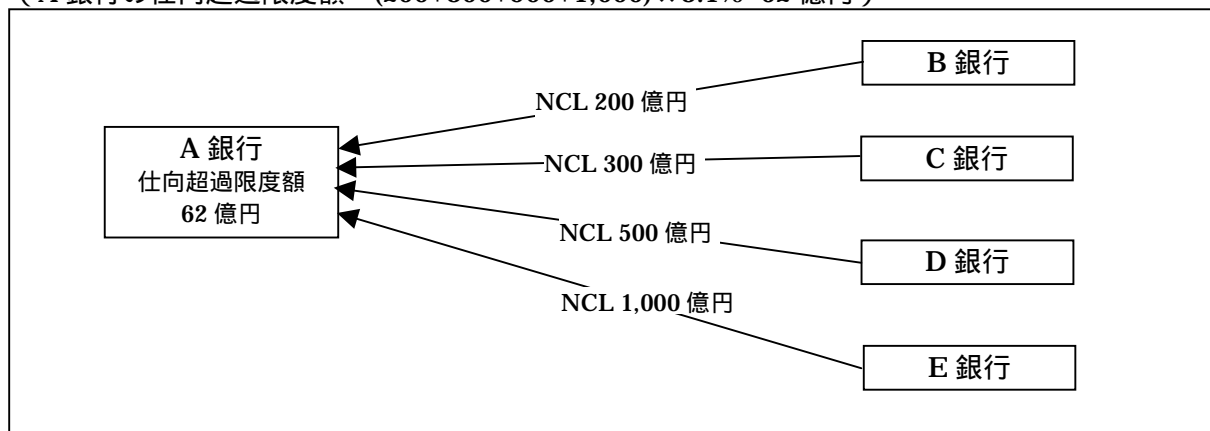 B 銀行
NCL 200 億円
A 銀行
仕向超過限度額
62 億円
NCL 300 億円
C 銀行
NCL 500 億円
D 銀行
NCL 1,000 億円
E 銀行